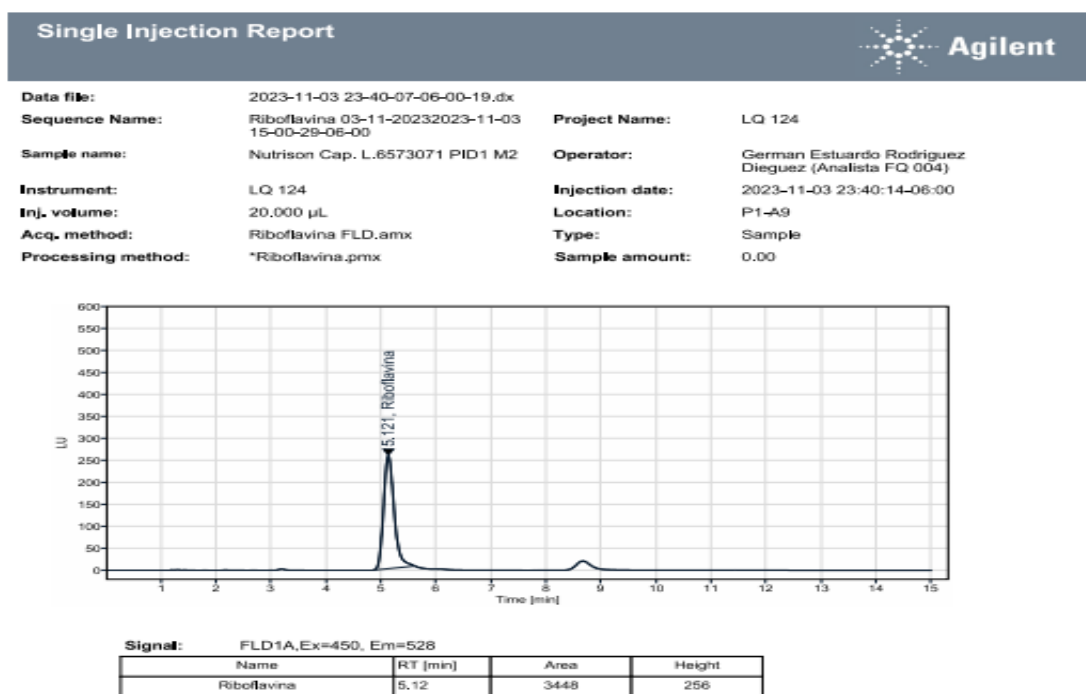 Single Injection Report
Agilent
Data file: 2023-11-03 23-40-07-06-00-19.dx
Sequence Name: Riboflavina 03-11-20232023-11-03 Project Name: LQ 124
15-00-29-06-00
Sample name: Nutrison Cap. L.6573071 PID1 M2 Operator: German Estuardo Rodriguez
Dieguez (Analista FQ 004)
Instrument: LQ 124 Injection date: 2023-11-03 23:40:14-06:00
Inj. volume: 20.000 µL Location: P1-A9
Acq. method: Riboflavina FLD.amx Type: Sample
Processing method: *Riboflavina.pmx Sample amount: 0.00
600
550
500
450
400
350
300
250
200
150
100
50
0
LU
5.121, Riboflavina
1 2 3 4 5 6 7 8 9 10 11 12 13 14 15
Time [min]
Signal: FLD1A,Ex=450, Em=528
Name RT [min] Area Height
Riboflavina 5.12 3448 256